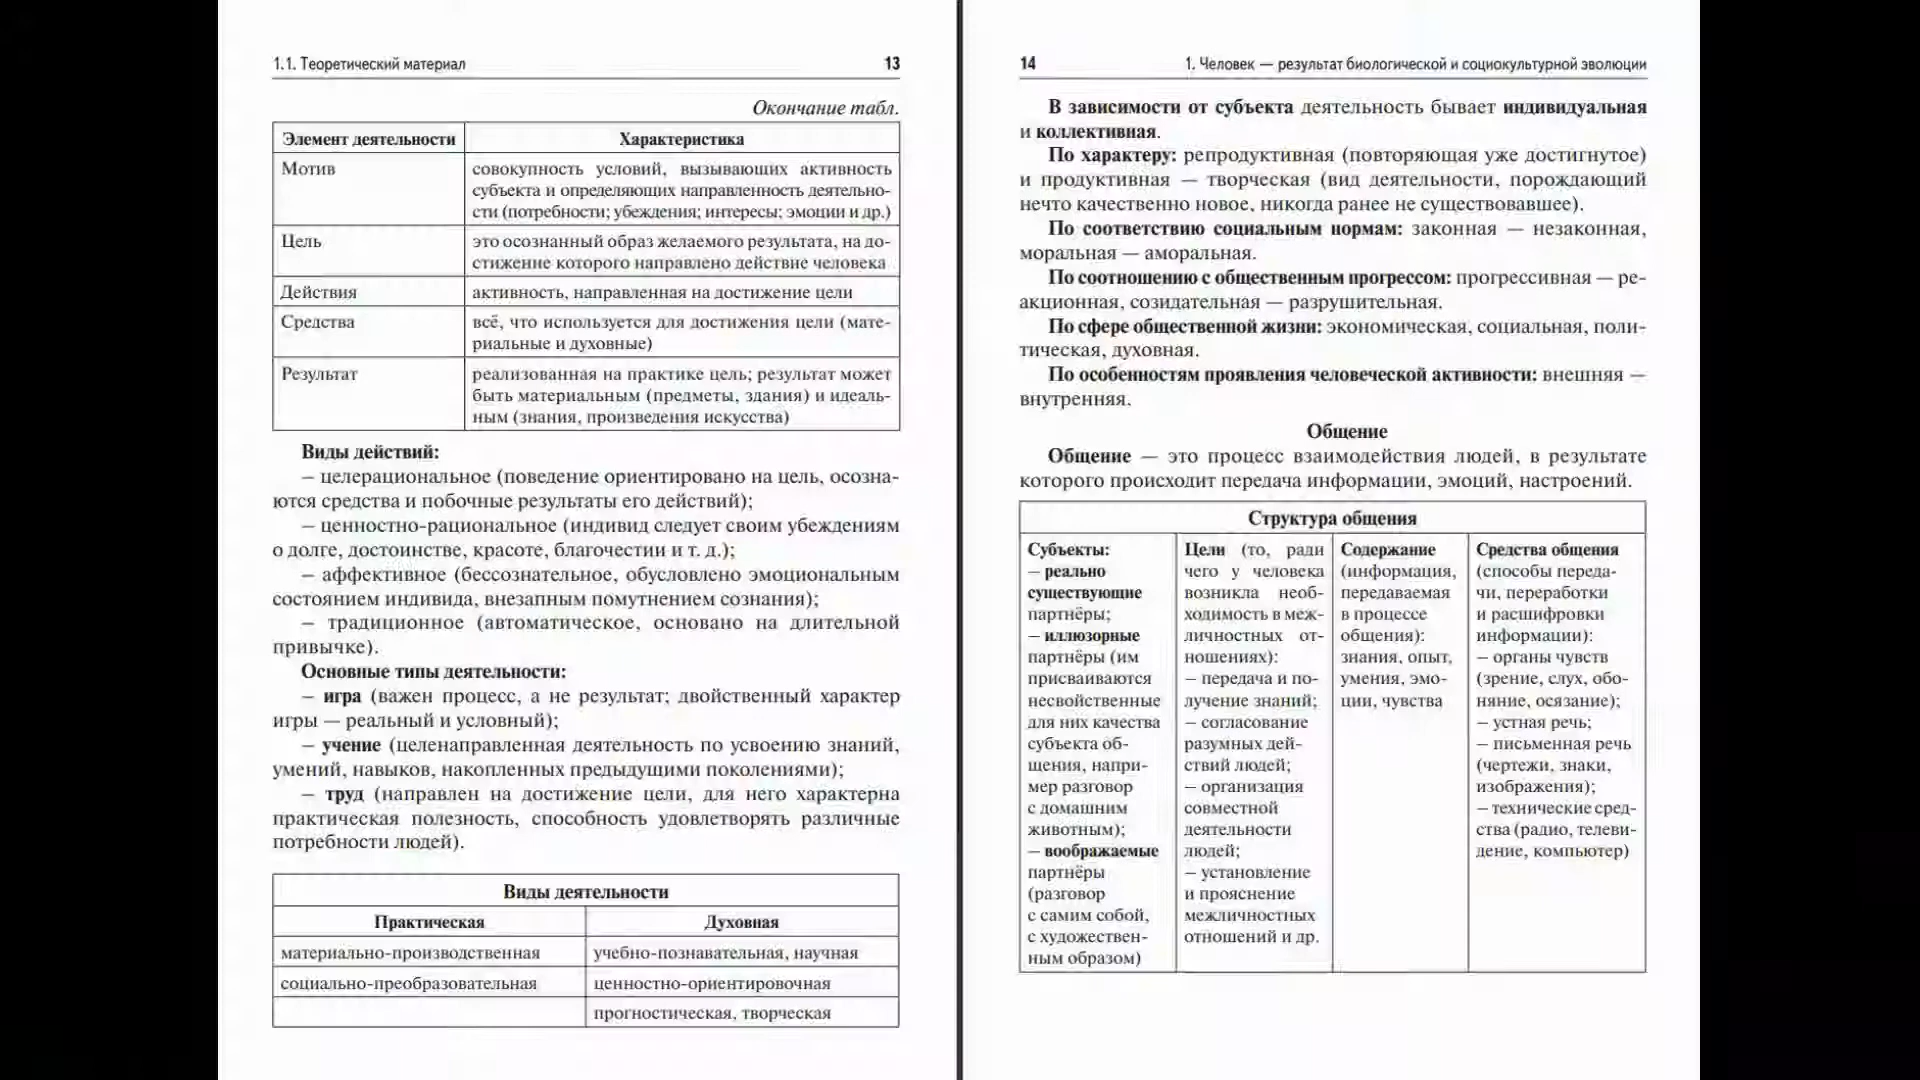 1.1. Теоретический материал 13
Окончание табл.
Элемент деятельности Характеристика
Мотив совокупность условий, вызывающих активность
субъекта и определяющих направленность деятельно-
сти (потребности; убеждения; интересы; эмоции и др.)
Цель это осознанный образ желаемого результата, на до-
стижение которого направлено действие человека
Действия активность, направленная на достижение цели
Средства всё, что используется для достижения цели (мате-
риальные и духовные)
Результат реализованная на практике цель; результат может
быть материальным (предметы, здания) и идеаль-
ным (знания, произведения искусства)
Виды действий:
– целерациональное (поведение ориентировано на цель, осозна-
ются средства и побочные результаты его действий);
– ценностно-рациональное (индивид следует своим убеждениям
о долге, достоинстве, красоте, благочестии и т. д.);
– аффективное (бессознательное, обусловлено эмоциональным
состоянием индивида, внезапным помутнением сознания);
– традиционное (автоматическое, основано на длительной
привычке).
Основные типы деятельности:
– игра (важен процесс, а не результат; двойственный характер
игры — реальный и условный);
– учение (целенаправленная деятельность по усвоению знаний,
умений, навыков, накопленных предыдущими поколениями);
– труд (направлен на достижение цели, для него характерна
практическая полезность, способность удовлетворять различные
потребности людей).
Виды деятельности
Практическая Духовная
материально-производственная учебно-познавательная, научная
социально-преобразовательная ценностно-ориентировочная
прогностическая, творческая
14 1. Человек — результат биологической и социокультурной эволюции
В зависимости от субъекта деятельность бывает индивидуальная
и коллективная.
По характеру: репродуктивная (повторяющая уже достигнутое)
и продуктивная — творческая (вид деятельности, порождающий
нечто качественно новое, никогда ранее не существовавшее).
По соответствию социальным нормам: законная — незаконная,
моральная — аморальная.
По соотношению с общественным прогрессом: прогрессивная — ре-
акционная, созидательная — разрушительная.
По сфере общественной жизни: экономическая, социальная, поли-
тическая, духовная.
По особенностям проявления человеческой активности: внешняя —
внутренняя.
Общение
Общение — это процесс взаимодействия людей, в результате
которого происходит передача информации, эмоций, настроений.
Структура общения
Субъекты:
– реально
существующие
партнёры;
– иллюзорные
партнёры (им
присваиваются
несвойственные
для них качества
субъекта об-
щения, напри-
мер разговор
с домашним
животным);
– воображаемые
партнёры
(разговор
с самим собой,
с художествен-
ным образом)
Цели (то, ради
чего у человека
возникла необ-
ходимость в меж-
личностных от-
ношениях):
– передача и по-
лучение знаний;
– согласование
разумных дей-
ствий людей;
– организация
совместной
деятельности
людей;
– установление
и прояснение
межличностных
отношений и др.
Содержание
(информация,
передаваемая
в процессе
общения):
знания, опыт,
умения, эмо-
ции, чувства
Средства общения
(способы переда-
чи, переработки
и расшифровки
информации):
– органы чувств
(зрение, слух, обо-
няние, осязание);
– устная речь;
– письменная речь
(чертежи, знаки,
изображения);
– технические сред-
ства (радио, телеви-
дение, компьютер)